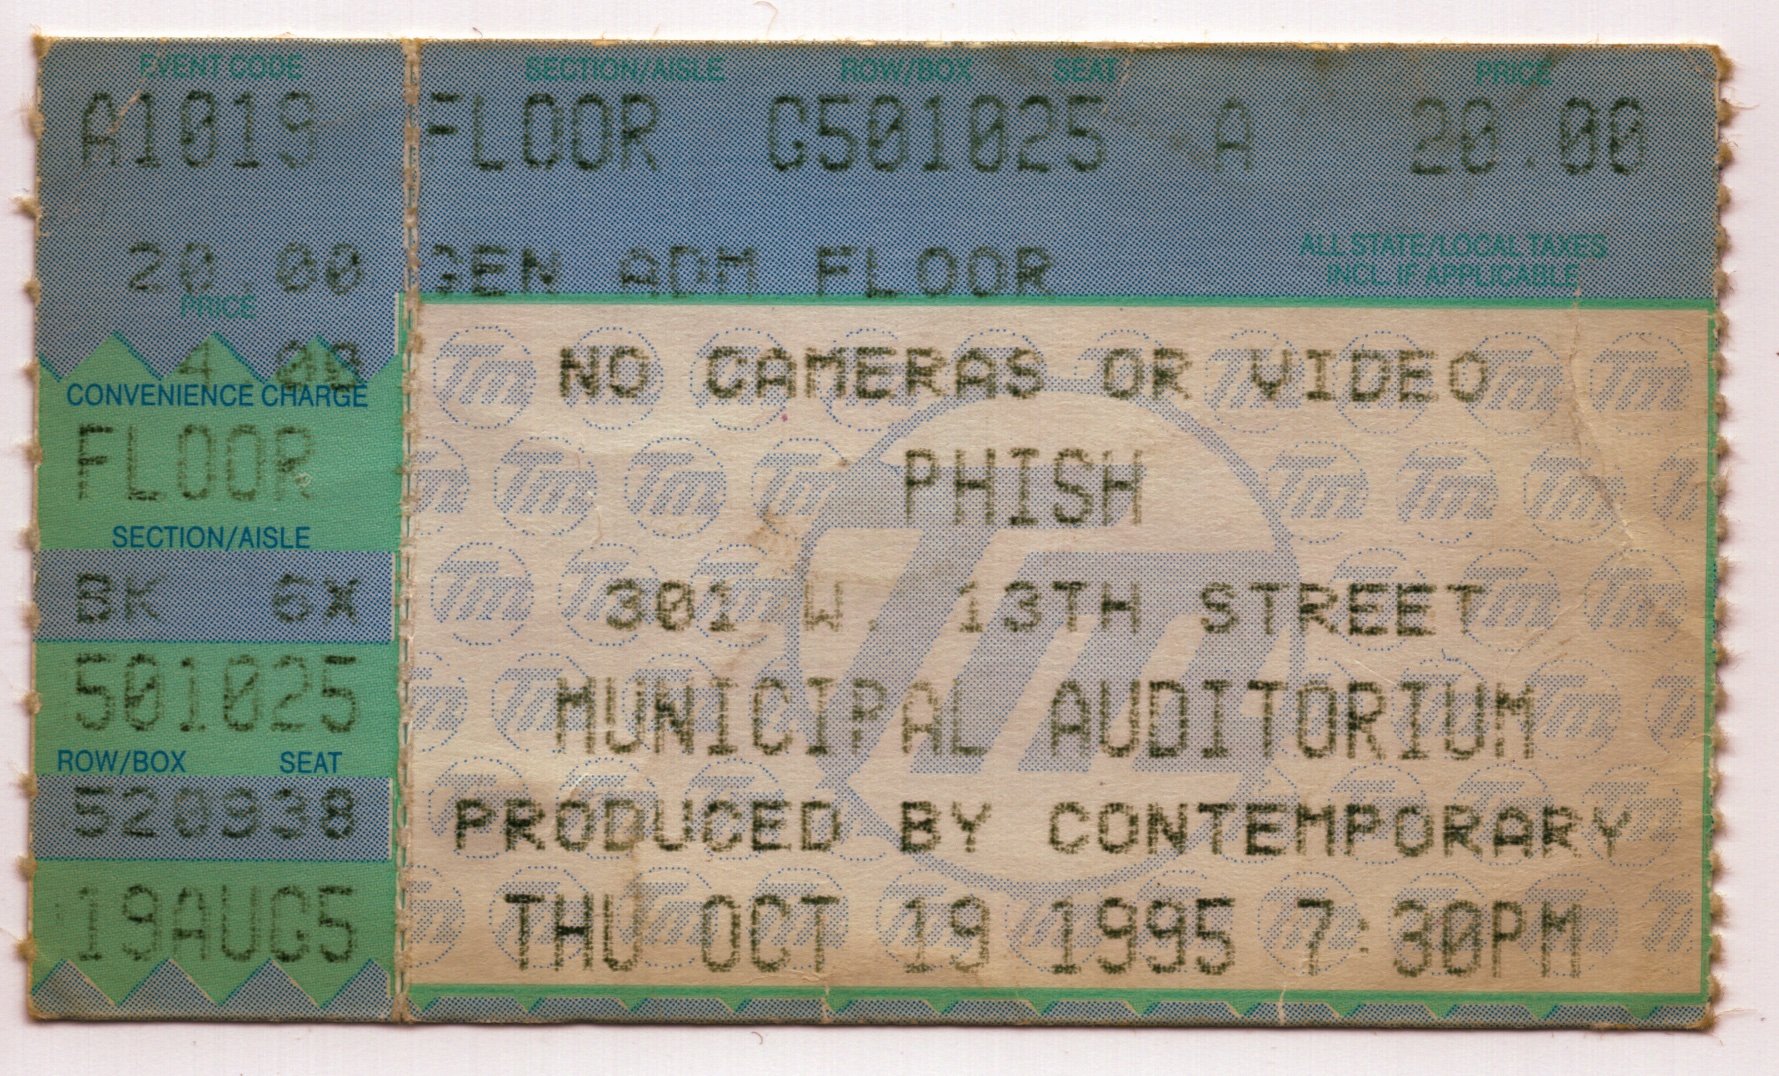 EVENT CODE
A1019
20.00
PRICE
4.00
CONVENIENCE CHARGE
FLOOR
SECTION/AISLE
BK 6X
501025
ROW/BOX SEAT
520938
19AUG5
SECTION/AISLE ROW/BOX SEAT PRICE
FLOOR G501025 A 20.00
GEN ADM FLOOR
ALL STATE/LOCAL TAXES
INCL. IF APPLICABLE
NO CAMERAS OR VIDEO
PHISH
301 W. 13TH STREET
MUNICIPAL AUDITORIUM
PRODUCED BY CONTEMPORARY
THU OCT 19 1995 7:30PM